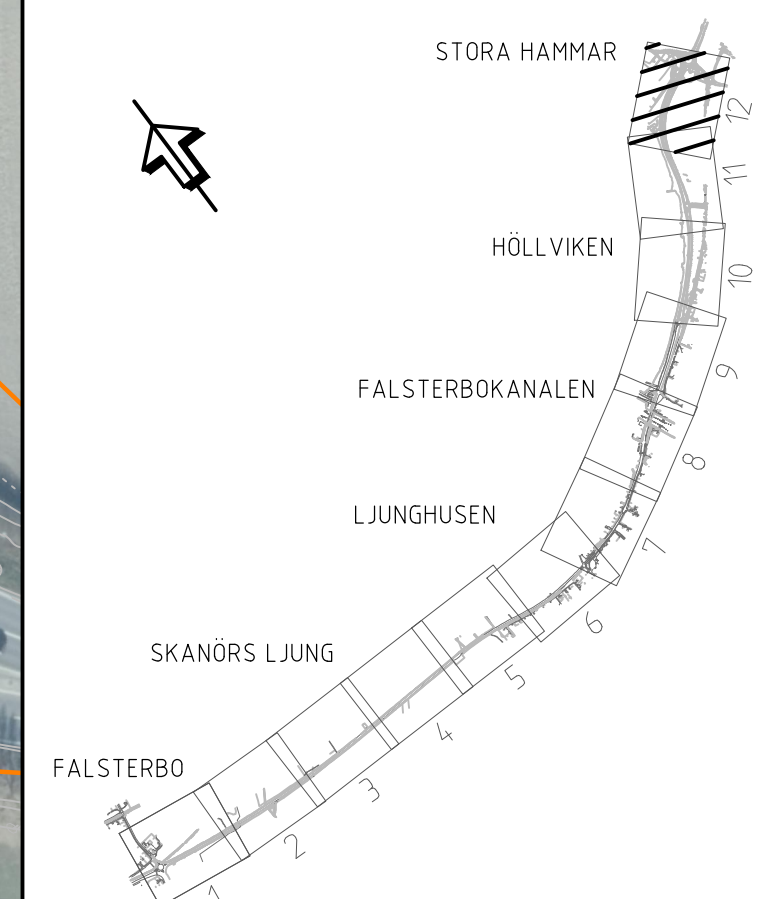 STORA HAMMAR
12
11
HÖLLVIKEN
10
9
FALSTERBOKANALEN
8
LJUNGHUSEN
7
6
SKANÖRS LJUNG
5
4
FALSTERBO
3
2
1